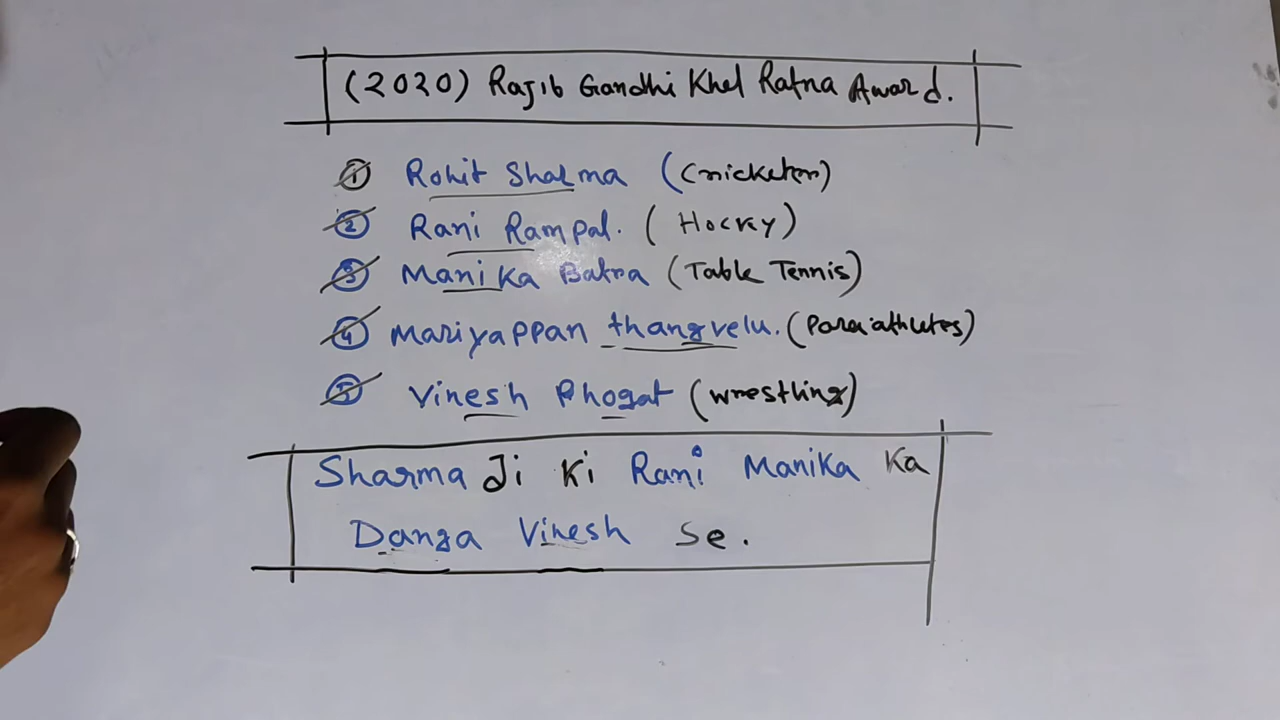 (2020) Rajib Gandhi Khel Ratna Award.
① Rohit Sharma (Cricketer)
② Rani Rampal. (Hockey)
③ Manika Batra (Table Tennis)
④ Mariyappan thangvelu. (Para athletes)
⑤ Vinesh Phogat (wrestling)
Sharma Ji Ki Rani Manika Ka
Danga Vinesh se.